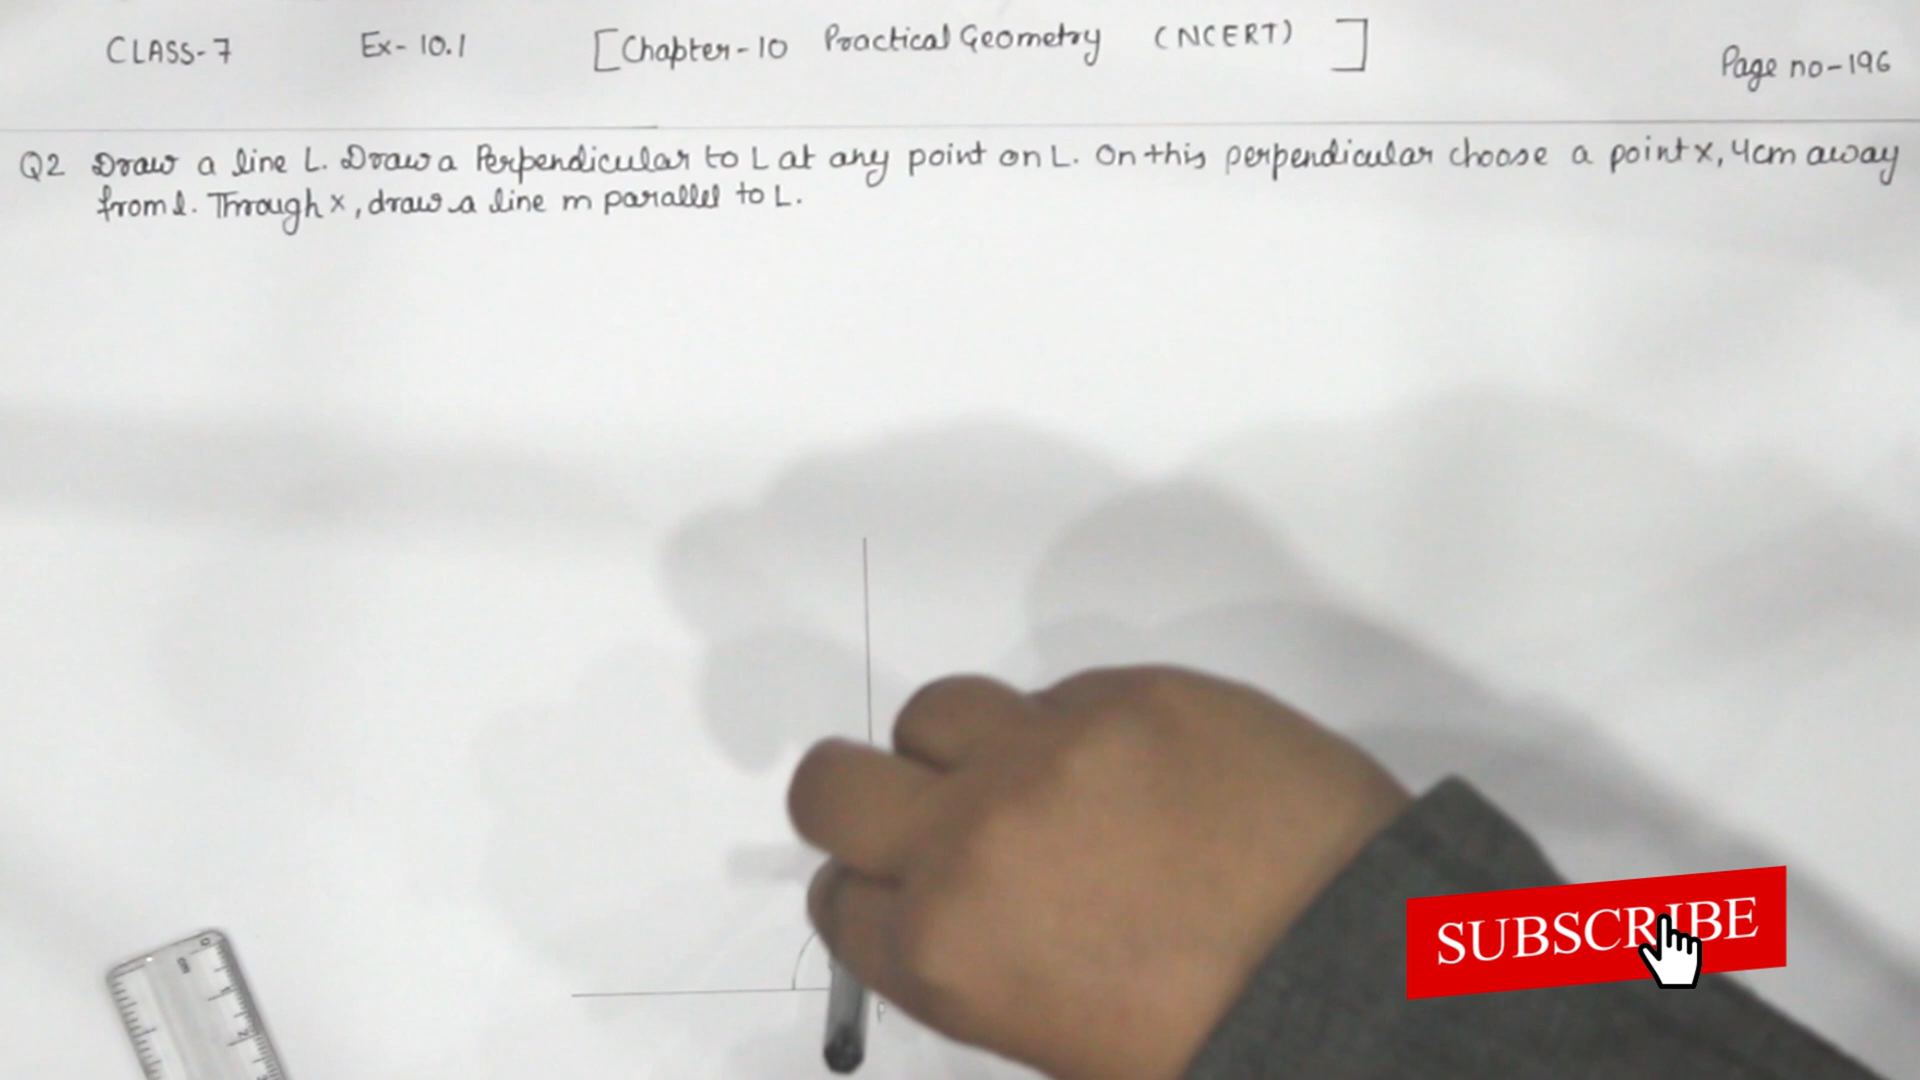 CLASS-7 Ex-10.1 [Chapter-10 Practical Geometry (NCERT)] Page no-196
Q2 Draw a line L. Draw a Perpendicular to L at any point on L. On this perpendicular choose a point x, 4cm away
from l. Through x, draw a line m parallel to L.
P
SUBSCRIBE